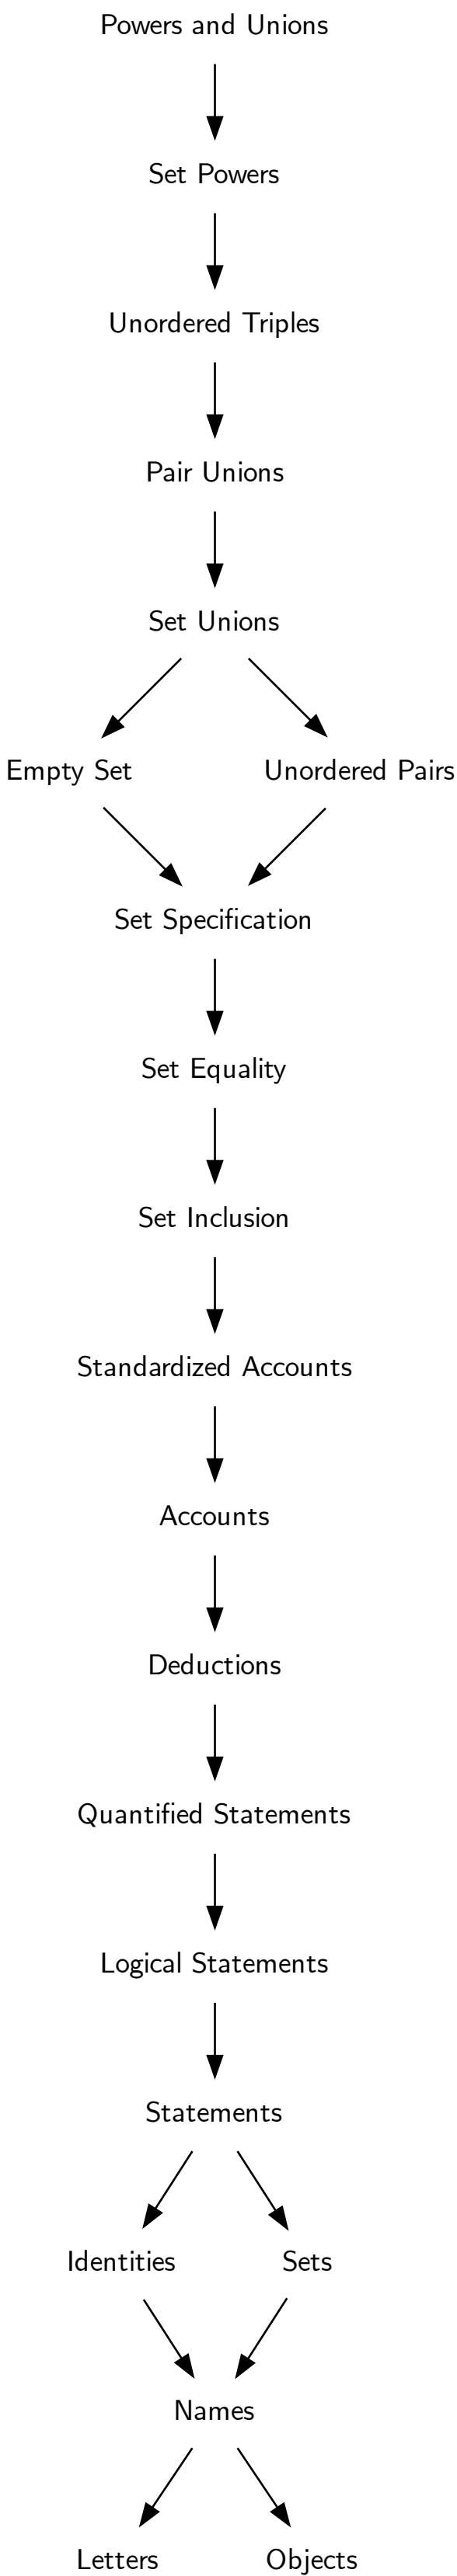 Powers and Unions
Set Powers
Unordered Triples
Pair Unions
Set Unions
Empty Set
Unordered Pairs
Set Specification
Set Equality
Set Inclusion
Standardized Accounts
Accounts
Deductions
Quantified Statements
Logical Statements
Statements
Identities
Sets
Names
Letters
Objects